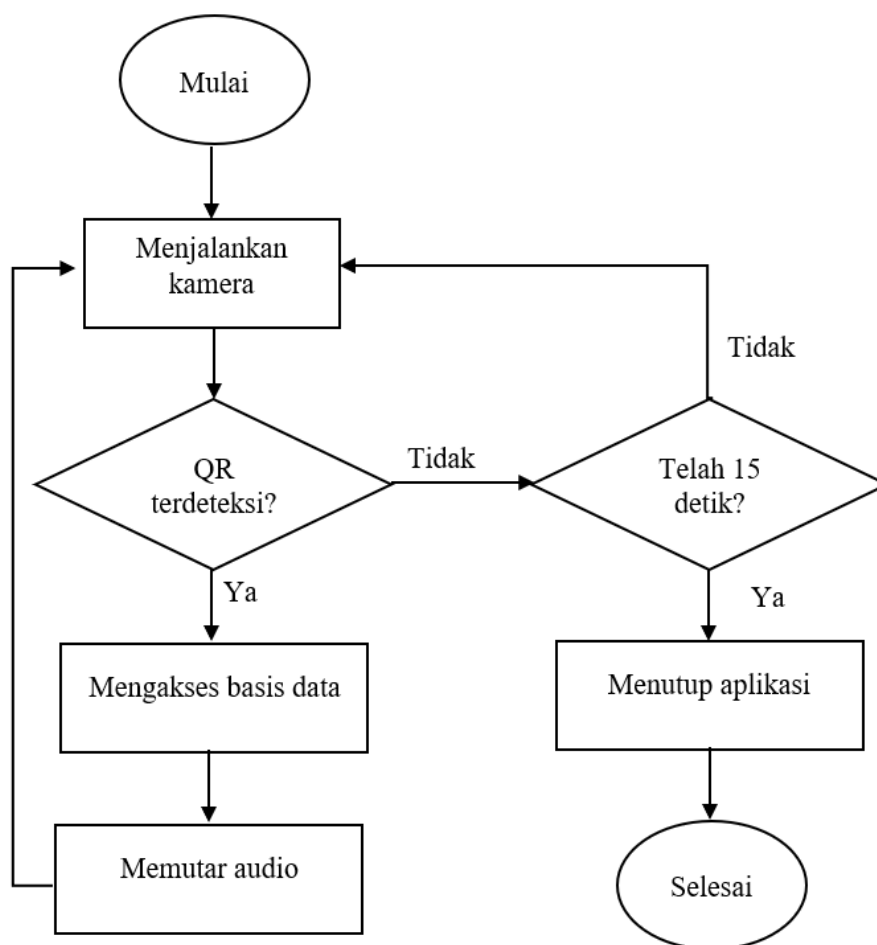 Mulai
Menjalankan
kamera
Tidak
QR
terdeteksi?
Tidak
Telah 15
detik?
Ya
Ya
Mengakses basis data
Menutup aplikasi
Memutar audio
Selesai